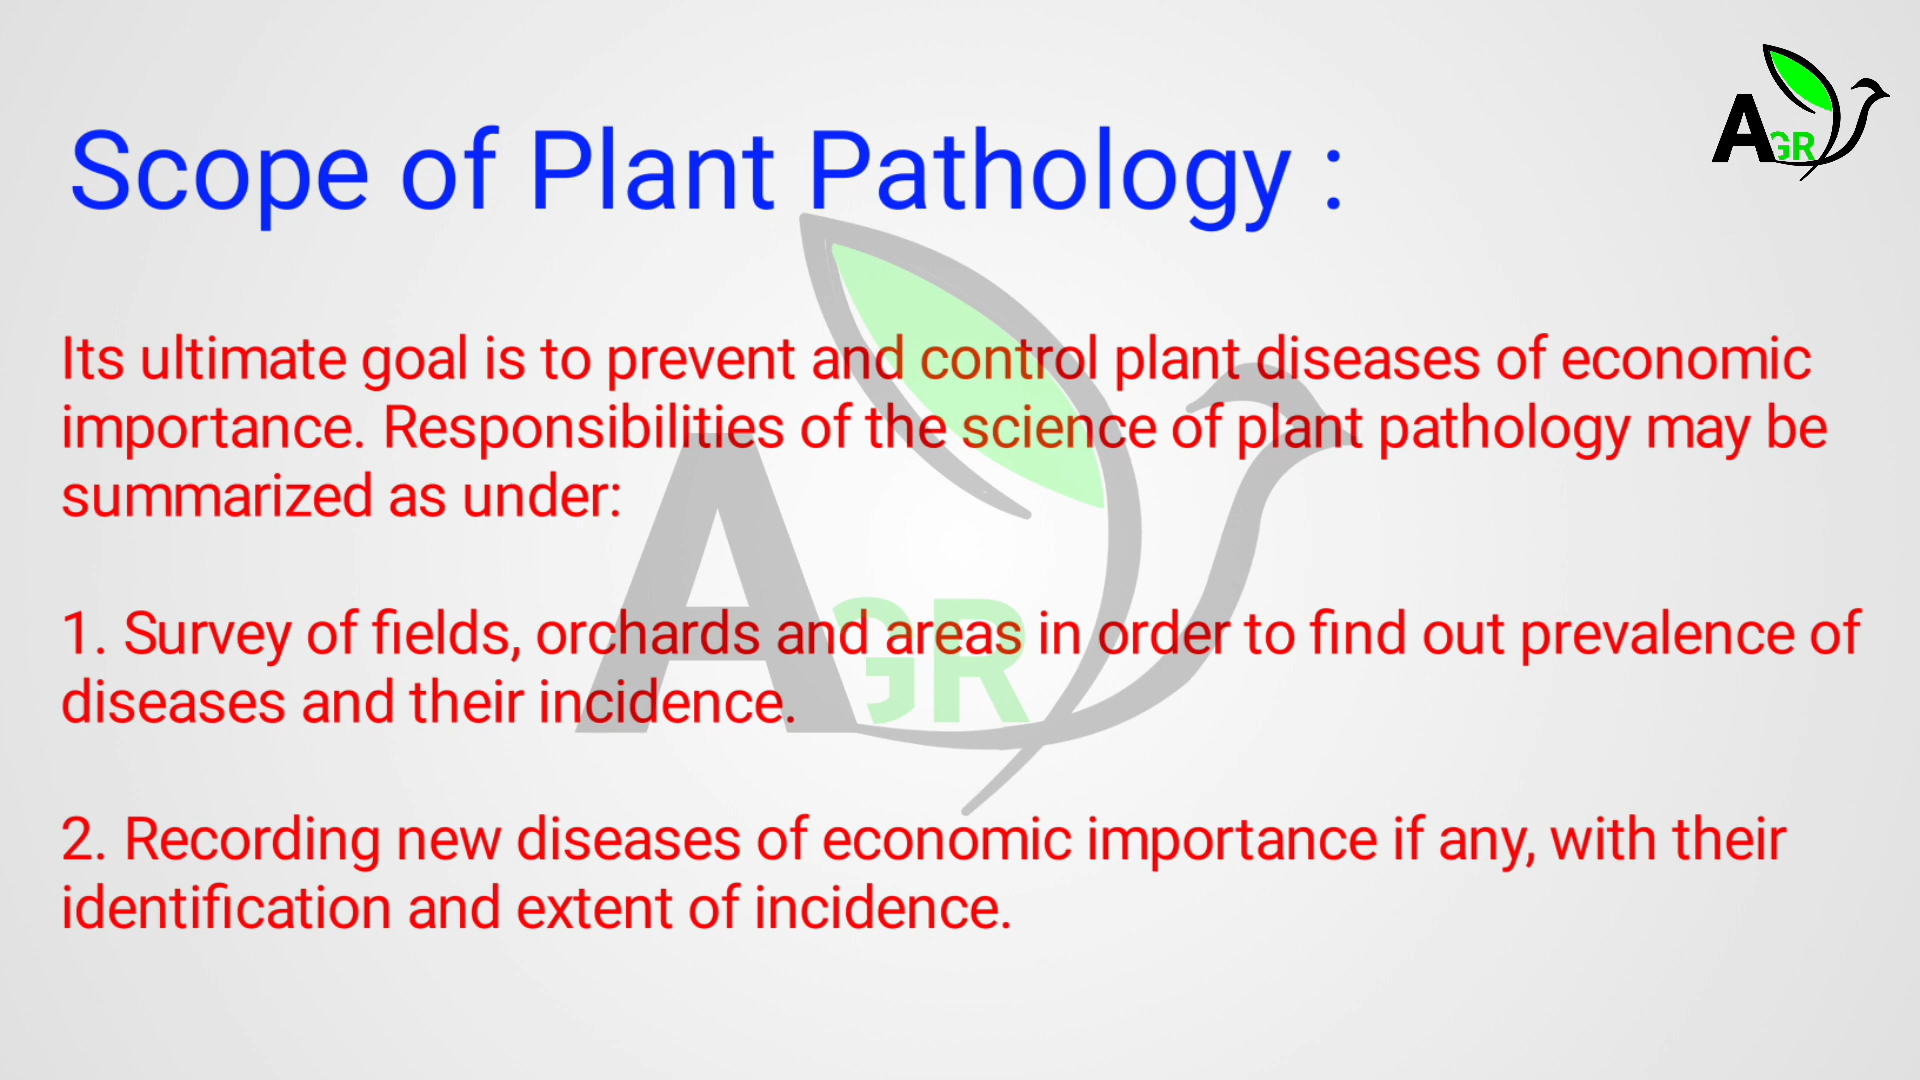 Scope of Plant Pathology :
AGR
Its ultimate goal is to prevent and control plant diseases of economic
importance. Responsibilities of the science of plant pathology may be
summarized as under:
1. Survey of fields, orchards and areas in order to find out prevalence of
diseases and their incidence.
2. Recording new diseases of economic importance if any, with their
identification and extent of incidence.
AGR